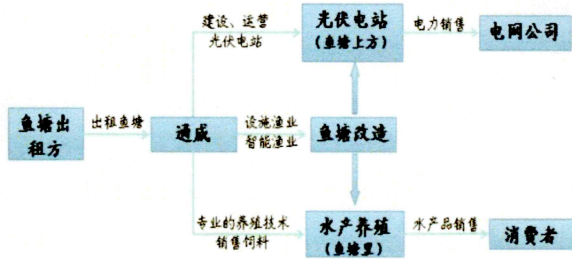 建设、运营
光伏电站
光伏电站
(鱼塘上方)
电力销售
电网公司
鱼塘出
租方
出租鱼塘
通威
设施渔业
智能渔业
鱼塘改造
专业的养殖技术
销售饲料
水产养殖
(鱼塘里)
水产品销售
消费者